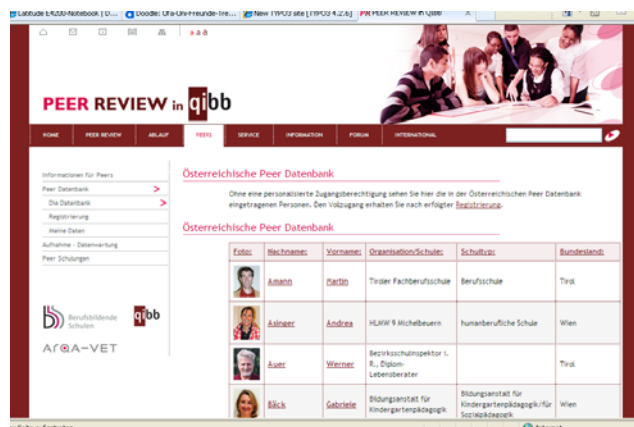 Latitude E4200-Notebook | D...
Doodle: Ufa-Uni-Freunde-Tre...
New TYPO3 site [TYPO3 4.2.6]
PEER REVIEW in QIBB
a a a
PEER REVIEW in qibb
HOME
PEER REVIEW
ABLAUF
PEERS
SERVICE
INFORMATION
FORUM
INTERNATIONAL
Informationen für Peers
Peer Datenbank >
Die Datenbank >
Registrierung
Meine Daten
Aufnahme - Datenwartung
Peer Schulungen
Berufsbildende
Schulen
qibb
ARQA-VET
Österreichische Peer Datenbank
Ohne eine personalisierte Zugangsberechtigung sehen Sie hier die in der Österreichischen Peer Datenbank
eingetragenen Personen. Den Vollzugang erhalten Sie nach erfolgter Registrierung.
Österreichische Peer Datenbank
Foto: Nachname: Vorname: Organisation/Schule: Schultyp: Bundesland:
Amann Martin Tiroler Fachberufsschule Berufsschule Tirol
Asinger Andrea HLMW 9 Michelbeuern humanberufliche Schule Wien
Auer Werner Bezirksschulinspektor i. Tirol
R., Diplom-
Lebensberater
Bäck Gabriele Bildungsanstalt für Bildungsanstalt für Wien
Kindergartenpädagogik Kindergartenpädagogik/für
Sozialpädagogik
Internet